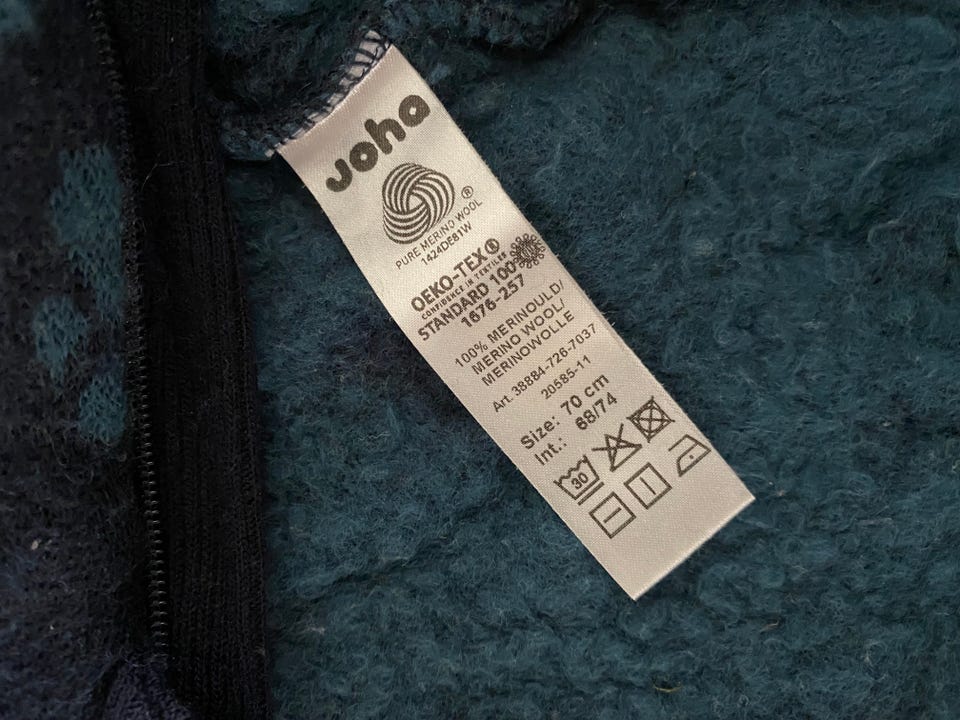 Joha
®
PURE MERINO WOOL
1424DE81W
OEKO-TEX®
CONFIDENCE IN TEXTILES
STANDARD 100
1676-257
100% MERINOULD/
MERINO WOOL/
MERINOWOLLE
Art. 38884-726-7037
20585-11
Size: 70 cm
Int.: 68/74
30